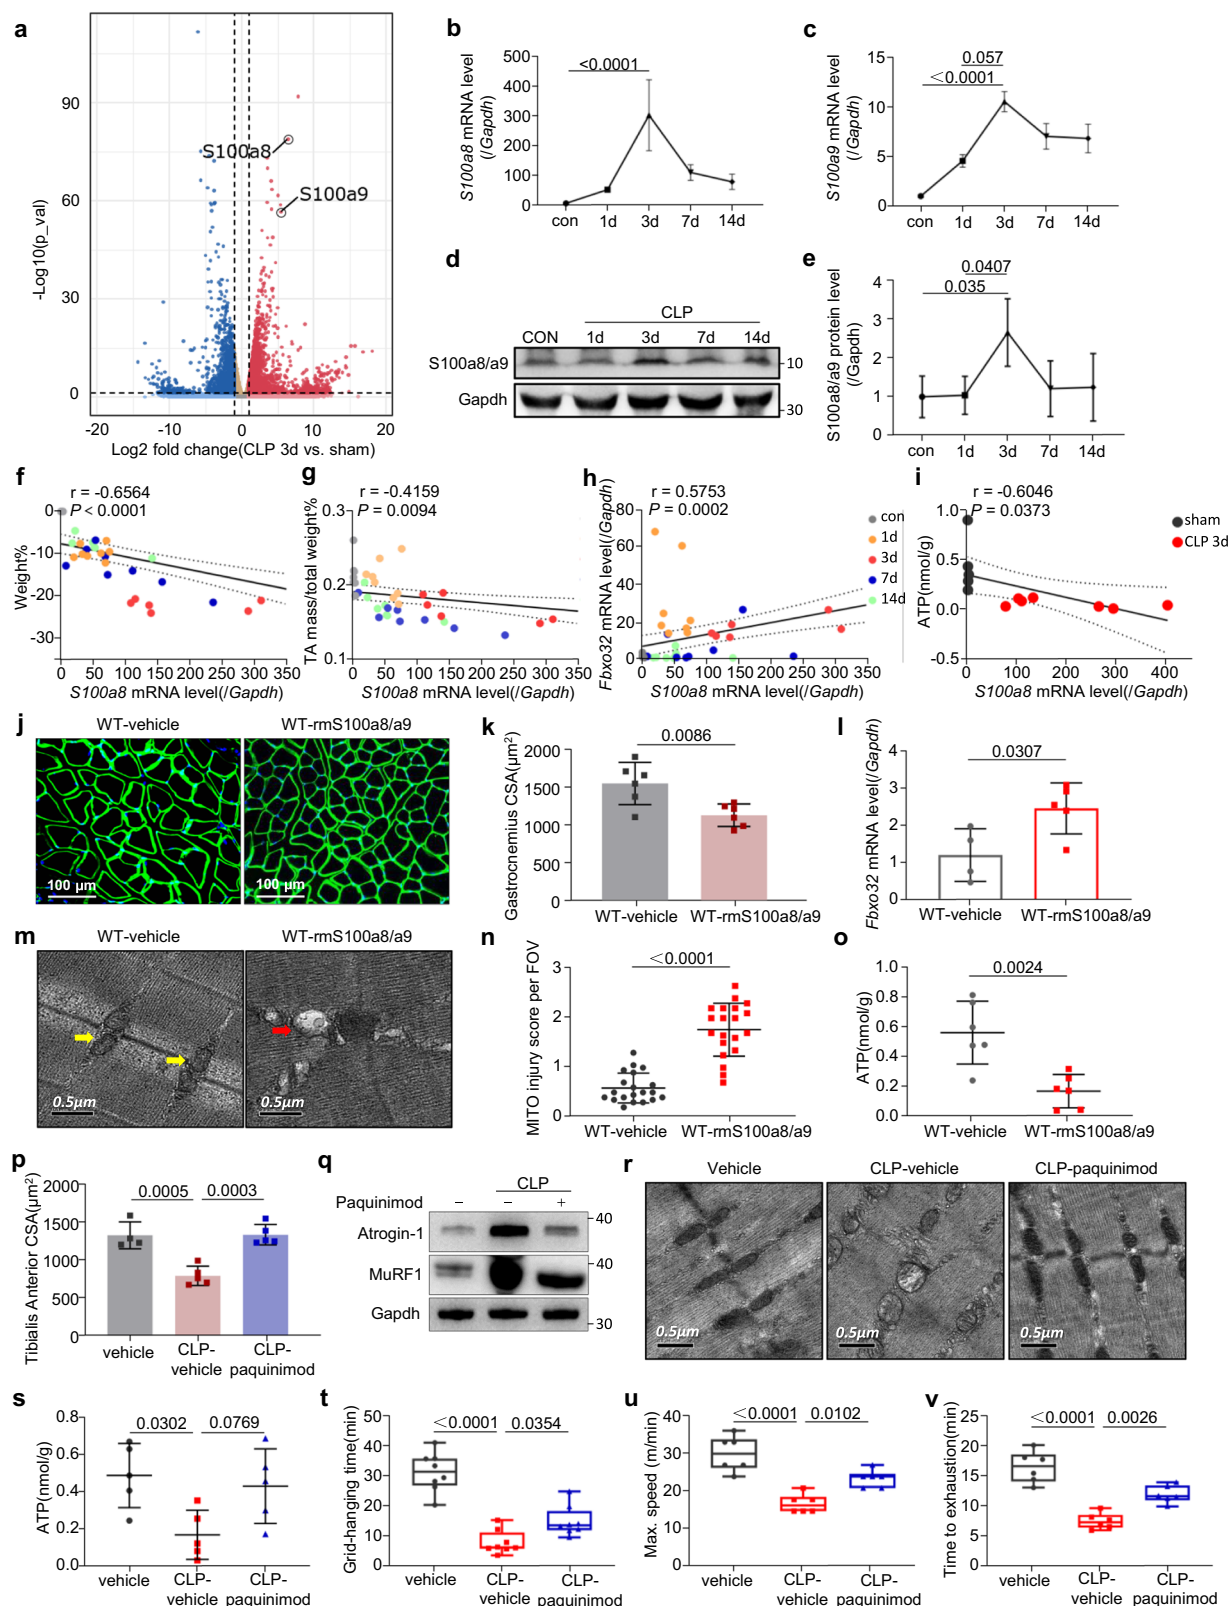 a
S100a8
S100a9
-Log10(p_val)
90
60
30
0
-20 -10 0 10 20
Log2 fold change(CLP 3d vs. sham)
b
S100a8 mRNA level
(/Gapdh)
500
400
300
200
100
0
<0.0001
con 1d 3d 7d 14d
c
S100a9 mRNA level
(/Gapdh)
15
10
5
0
0.057
<0.0001
con 1d 3d 7d 14d
d
CLP
CON 1d 3d 7d 14d
S100a8/a9
-10
Gapdh
-30
e
S100a8/a9 protein level
(/Gapdh)
4
3
2
1
0
0.0407
0.035
con 1d 3d 7d 14d
f
r = -0.6564
P < 0.0001
Weight%
0
-10
-20
-30
0 50 100 150 200 250 300 350
S100a8 mRNA level(/Gapdh)
g
r = -0.4159
P = 0.0094
TA mass/total weight%
0.3
0.2
0.1
0 50 100 150 200 250 300 350
S100a8 mRNA level(/Gapdh)
h
r = 0.5753
P = 0.0002
Fbxo32 mRNA level(/Gapdh)
80
60
40
20
0
0 50 100 150 200 250 300 350
S100a8 mRNA level(/Gapdh)
con
1d
3d
7d
14d
i
r = -0.6046
P = 0.0373
ATP(nmol/g)
1.0
0.5
0.0
-0.5
0 100 200 300 400
S100a8 mRNA level(/Gapdh)
sham
CLP 3d
j
WT-vehicle WT-rmS100a8/a9
100 μm 100 μm
k
Gastrocnemius CSA(μm²)
2000
1500
1000
500
0
0.0086
WT-vehicle WT-rmS100a8/a9
l
Fbxo32 mRNA level(/Gapdh)
4
3
2
1
0
0.0307
WT-vehicle WT-rmS100a8/a9
m
WT-vehicle WT-rmS100a8/a9
0.5μm 0.5μm
n
MITO injury score per FOV
3
2
1
0
<0.0001
WT-vehicle WT-rmS100a8/a9
o
ATP(nmol/g)
1.0
0.8
0.6
0.4
0.2
0.0
0.0024
WT-vehicle WT-rmS100a8/a9
p
Tibialis Anterior CSA(μm²)
2000
1500
1000
500
0
0.0005 0.0003
vehicle CLP-vehicle CLP-paquinimod
q
CLP
Paquinimod – – +
Atrogin-1
-40
MuRF1
-40
Gapdh
-30
r
Vehicle CLP-vehicle CLP-paquinimod
0.5μm 0.5μm 0.5μm
s
ATP(nmol/g)
0.8
0.6
0.4
0.2
0.0
0.0302 0.0769
vehicle CLP-vehicle CLP-paquinimod
t
Grid-hanging time(min)
50
40
30
20
10
0
<0.0001 0.0354
vehicle CLP-vehicle CLP-paquinimod
u
Max. speed (m/min)
40
30
20
10
0
<0.0001 0.0102
vehicle CLP-vehicle CLP-paquinimod
v
Time to exhaustion(min)
25
20
15
10
5
0
<0.0001 0.0026
vehicle CLP-vehicle CLP-paquinimod